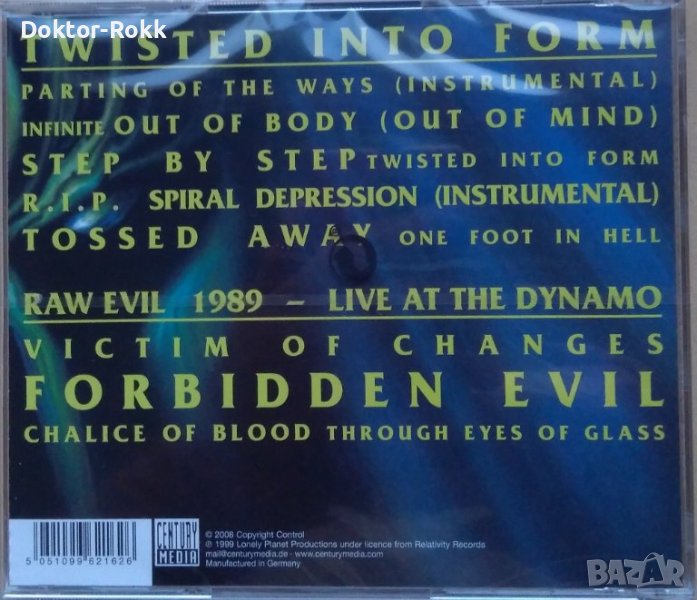 Doktor-Rokk
TWISTED INTO FORM
PARTING OF THE WAYS (INSTRUMENTAL)
INFINITE OUT OF BODY (OUT OF MIND)
STEP BY STEP TWISTED INTO FORM
R.I.P. SPIRAL DEPRESSION (INSTRUMENTAL)
TOSSED AWAY ONE FOOT IN HELL
RAW EVIL 1989 – LIVE AT THE DYNAMO
VICTIM OF CHANGES
FORBIDDEN EVIL
CHALICE OF BLOOD THROUGH EYES OF GLASS
CENTURY
MEDIA
© 2008 Copyright Control
℗ 1999 Lonely Planet Productions under licence from Relativity Records
mail@centurymedia.de · www.centurymedia.com
Manufactured in Germany
5 051099 621626
BAZAR